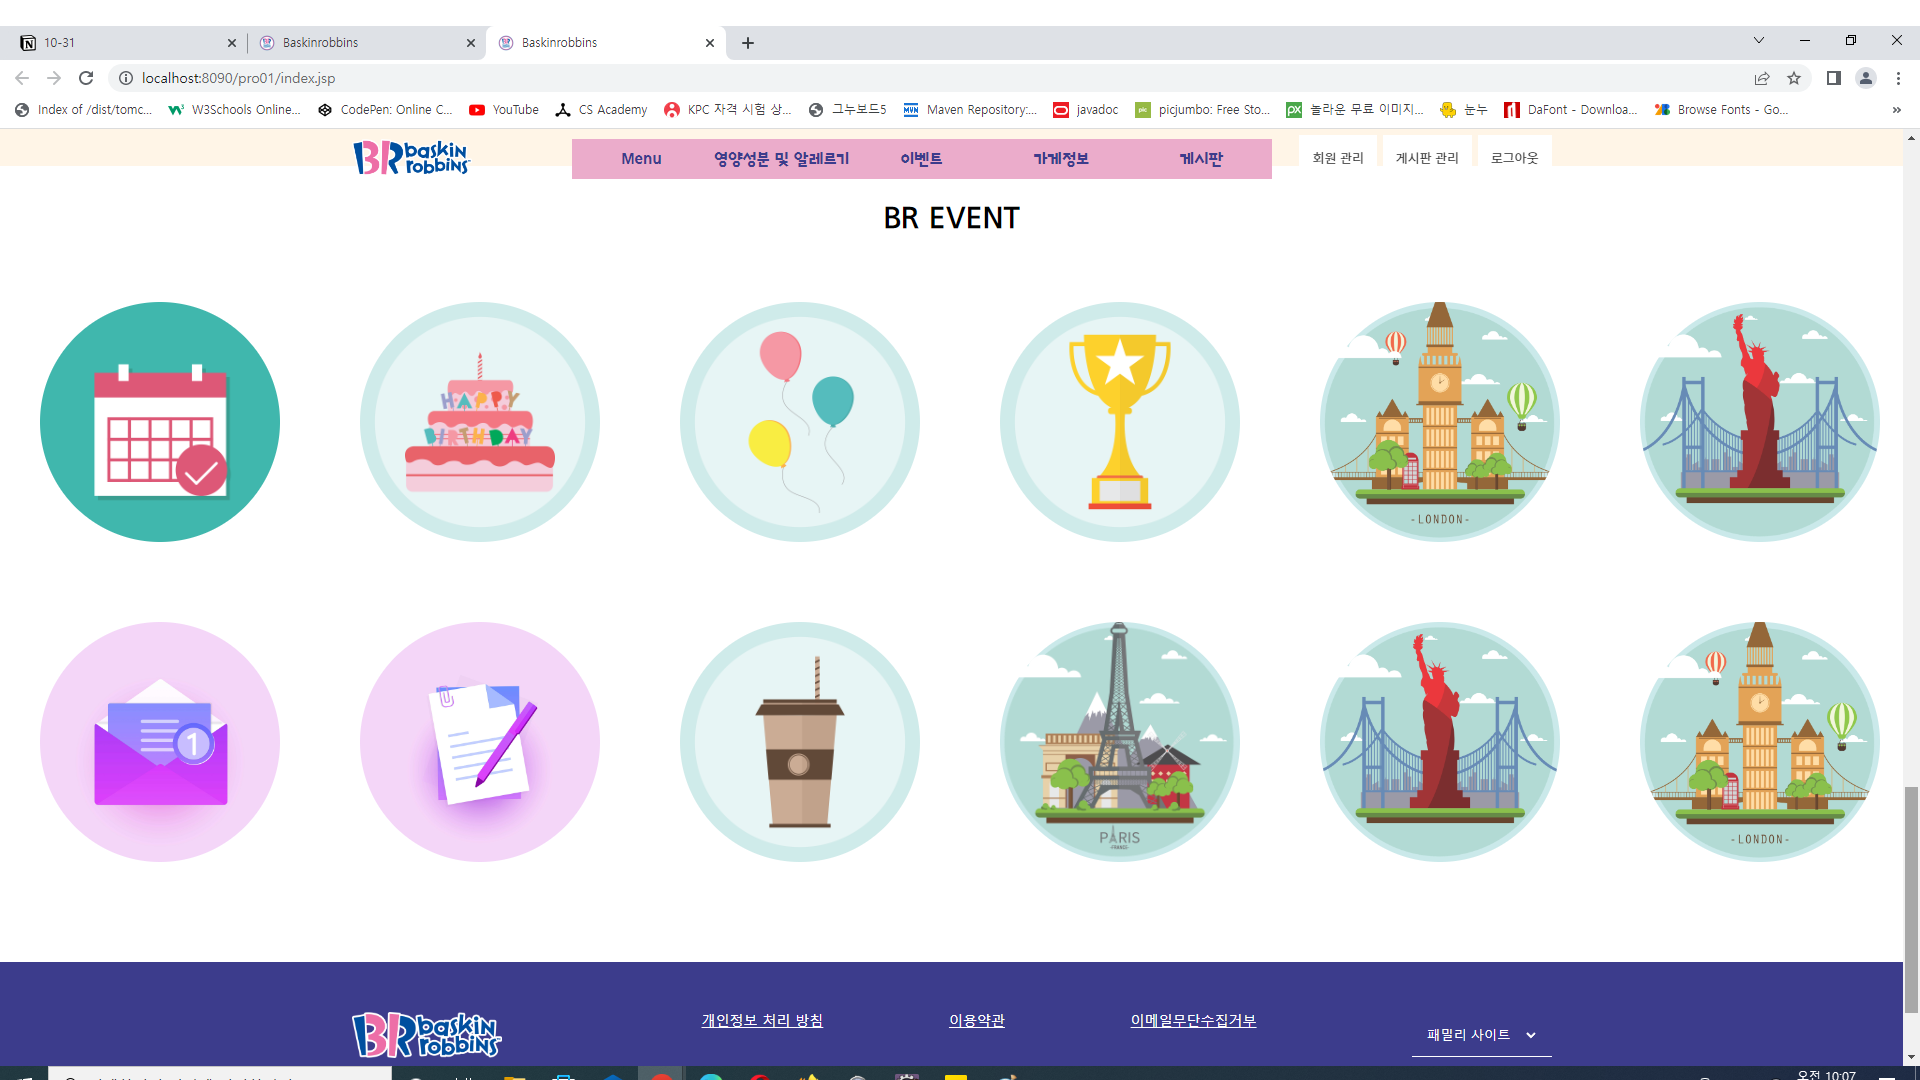 10-31
Baskinrobbins
Baskinrobbins
localhost:8090/pro01/index.jsp
Index of /dist/tomc...
W3Schools Online...
CodePen: Online C...
YouTube
CS Academy
KPC 자격 시험 상...
그누보드5
Maven Repository:...
javadoc
picjumbo: Free Sto...
놀라운 무료 이미지...
눈누
DaFont - Downloa...
Browse Fonts - Go...
»
BR baskin robbins
Menu
영양성분 및 알레르기
이벤트
가게정보
게시판
회원 관리
게시판 관리
로그아웃
BR EVENT
HAPPY
BIRTHDAY
-LONDON-
1
PARIS
-FRANCE-
-LONDON-
BR baskin robbins
개인정보 처리 방침
이용약관
이메일무단수집거부
패밀리 사이트
오전 10:07